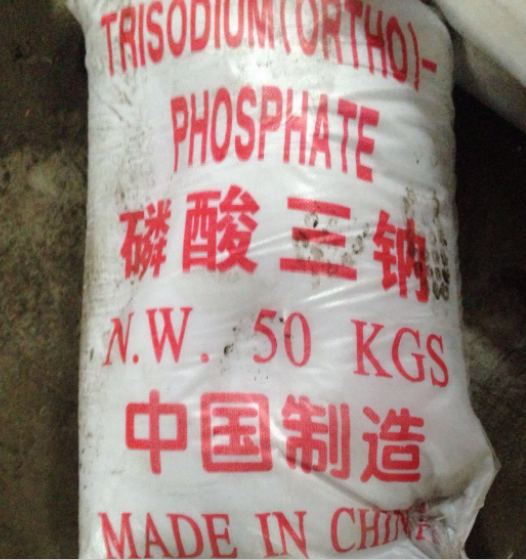 TRISODIUM(ORTHO)-
PHOSPHATE
磷酸三钠
N.W. 50 KGS
中国制造
MADE IN CHINA